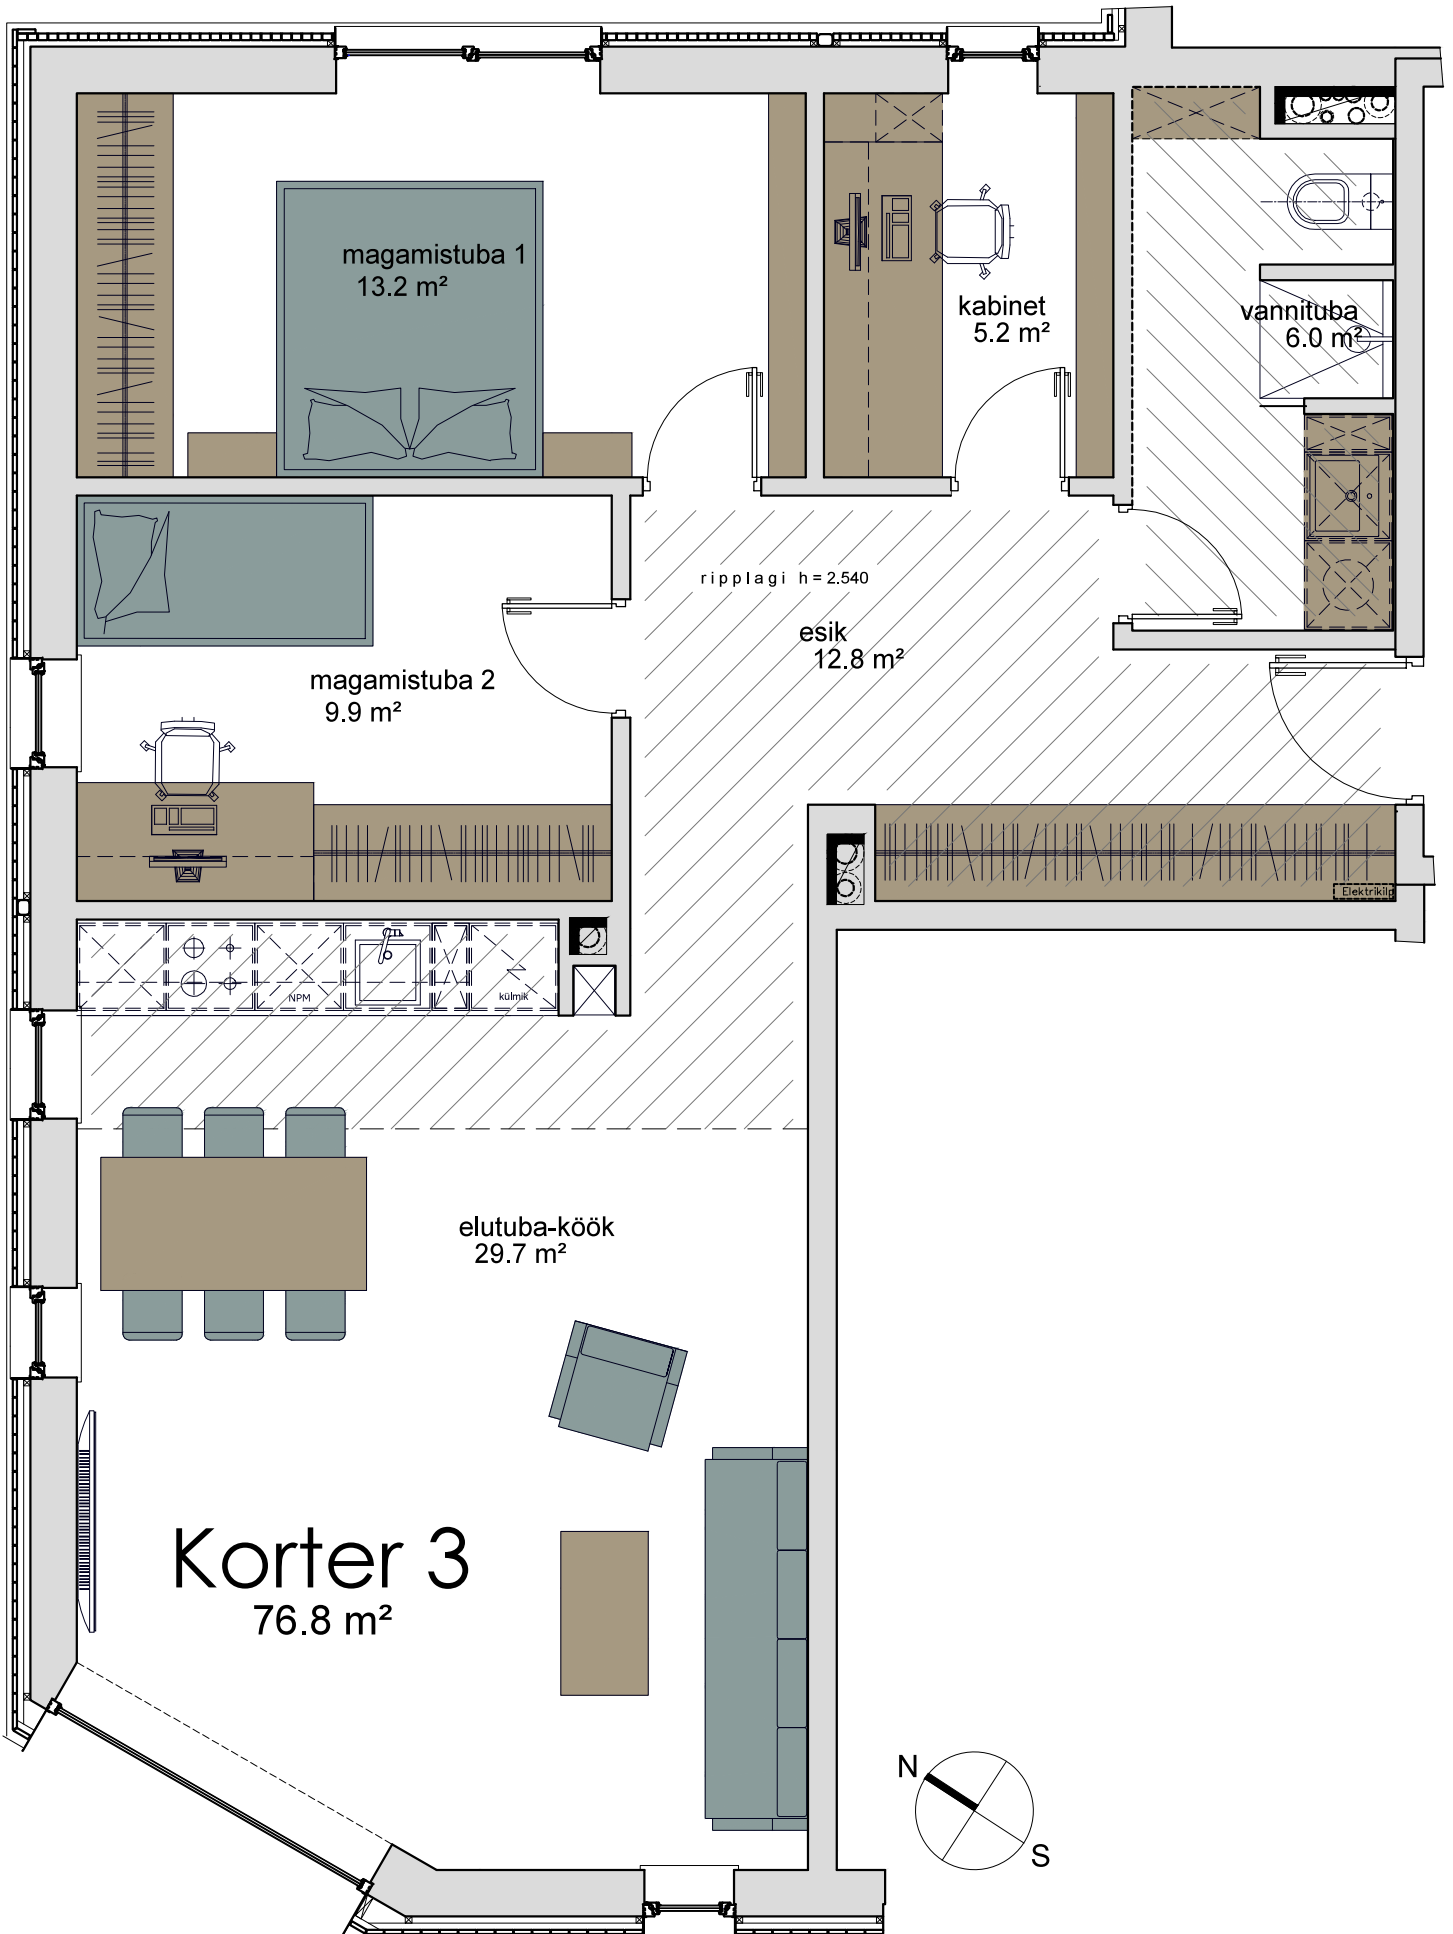 magamistuba 1
13.2 m²
kabinet
5.2 m²
vannituba
6.0 m²
ripplagi h=2.540
esik
12.8 m²
magamistuba 2
9.9 m²
Elektrikilp
NPM
külmik
elutuba-köök
29.7 m²
Korter 3
76.8 m²
N
S